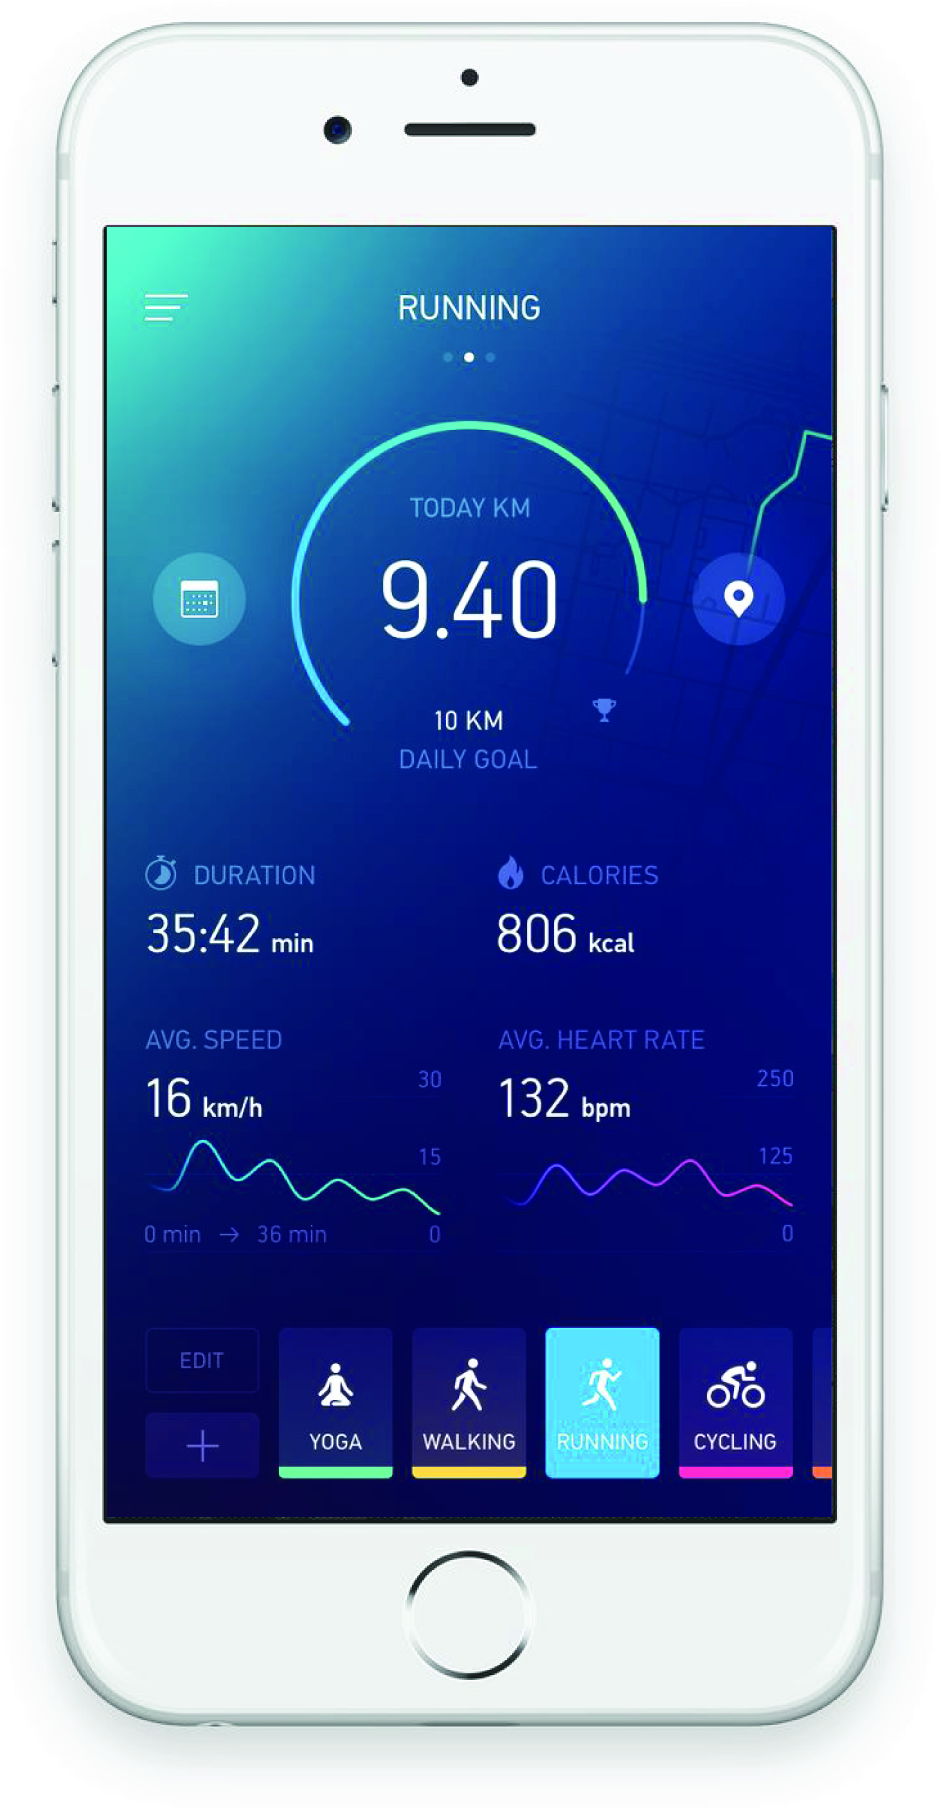 RUNNING
TODAY KM
9.40
10 KM
DAILY GOAL
DURATION
35:42 min
CALORIES
806 kcal
AVG. SPEED
16 km/h
30
15
0 min → 36 min
0
AVG. HEART RATE
132 bpm
250
125
0
EDIT
+
YOGA
WALKING
RUNNING
CYCLING